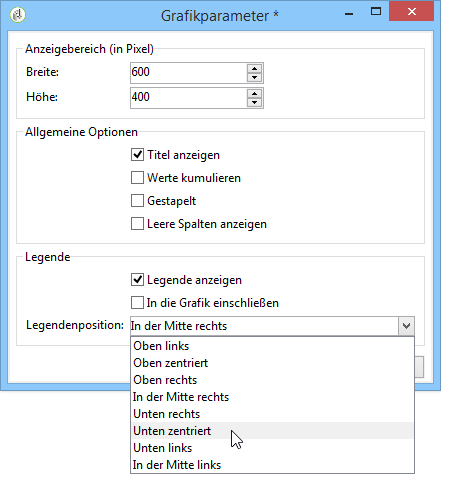 Grafikparameter *
Anzeigebereich (in Pixel)
Breite: 600
Höhe: 400
Allgemeine Optionen
Titel anzeigen
Werte kumulieren
Gestapelt
Leere Spalten anzeigen
Legende
Legende anzeigen
In die Grafik einschließen
Legendenposition: In der Mitte rechts
Oben links
Oben zentriert
Oben rechts
In der Mitte rechts
Unten rechts
Unten zentriert
Unten links
In der Mitte links